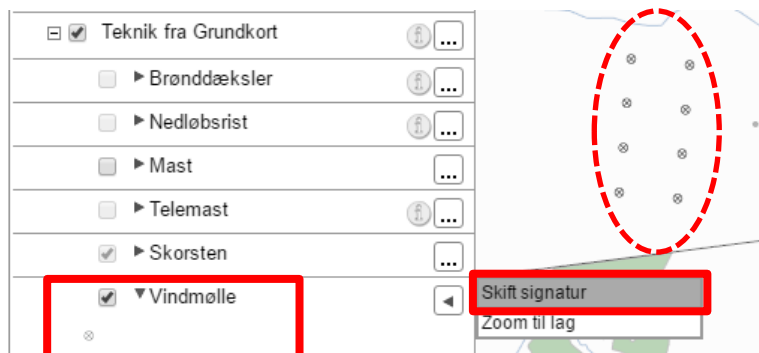 Teknik fra Grundkort ...
Brønddæksler ...
Nedløbsrist ...
Mast ...
Telemast ...
Skorsten ...
Vindmølle
Skift signatur
Zoom til lag